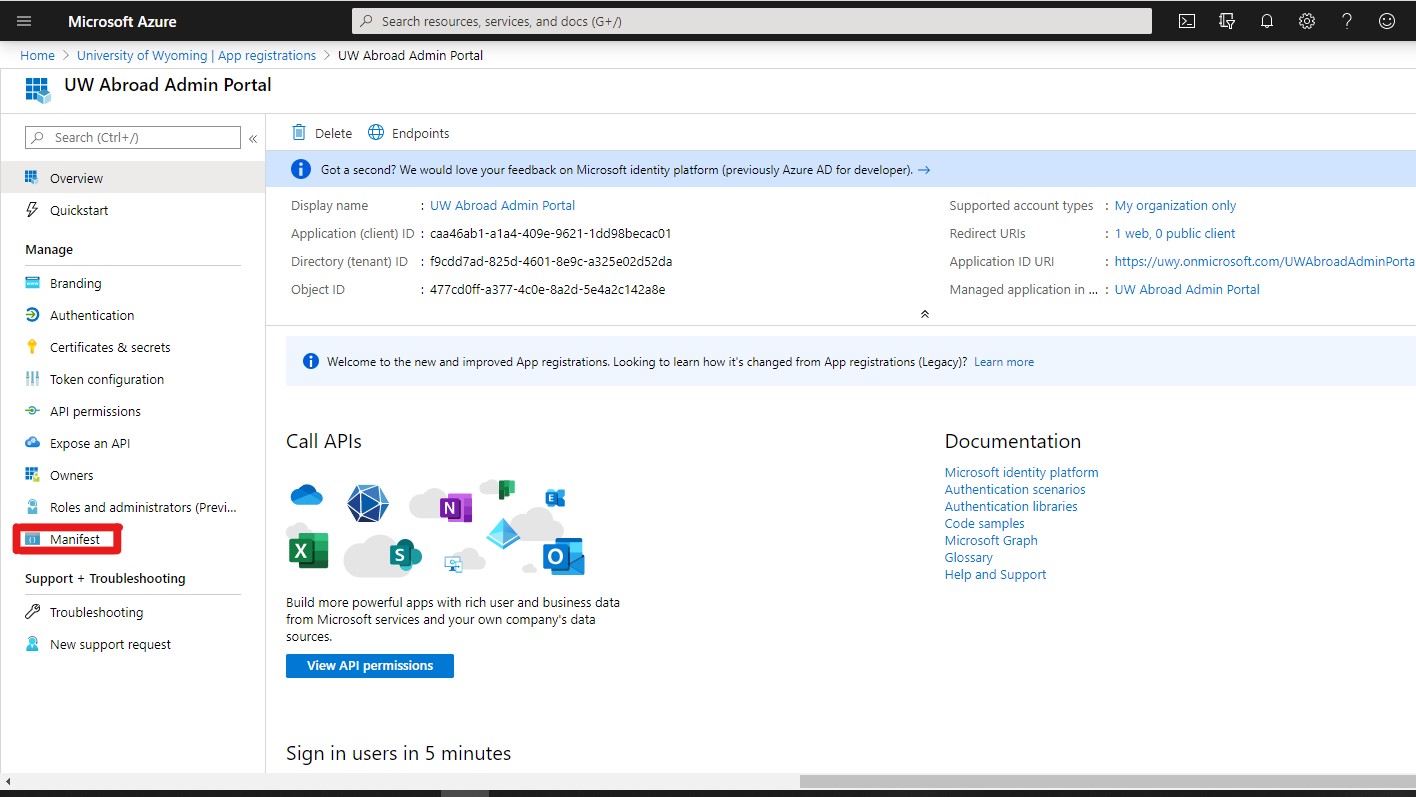 Microsoft Azure
Search resources, services, and docs (G+/)
Home > University of Wyoming | App registrations > UW Abroad Admin Portal
UW Abroad Admin Portal
Search (Ctrl+/)
«
Overview
Quickstart
Manage
Branding
Authentication
Certificates & secrets
Token configuration
API permissions
Expose an API
Owners
Roles and administrators (Previ...
Manifest
Support + Troubleshooting
Troubleshooting
New support request
Delete
Endpoints
Got a second? We would love your feedback on Microsoft identity platform (previously Azure AD for developer). →
Display name : UW Abroad Admin Portal
Application (client) ID : caa46ab1-a1a4-409e-9621-1dd98becac01
Directory (tenant) ID : f9cdd7ad-825d-4601-8e9c-a325e02d52da
Object ID : 477cd0ff-a377-4c0e-8a2d-5e4a2c142a8e
Supported account types : My organization only
Redirect URIs : 1 web, 0 public client
Application ID URI : https://uwy.onmicrosoft.com/UWAbroadAdminPorta
Managed application in ... : UW Abroad Admin Portal
Welcome to the new and improved App registrations. Looking to learn how it's changed from App registrations (Legacy)? Learn more
Call APIs
N
E
X
S
O
Build more powerful apps with rich user and business data
from Microsoft services and your own company's data
sources.
View API permissions
Documentation
Microsoft identity platform
Authentication scenarios
Authentication libraries
Code samples
Microsoft Graph
Glossary
Help and Support
Sign in users in 5 minutes